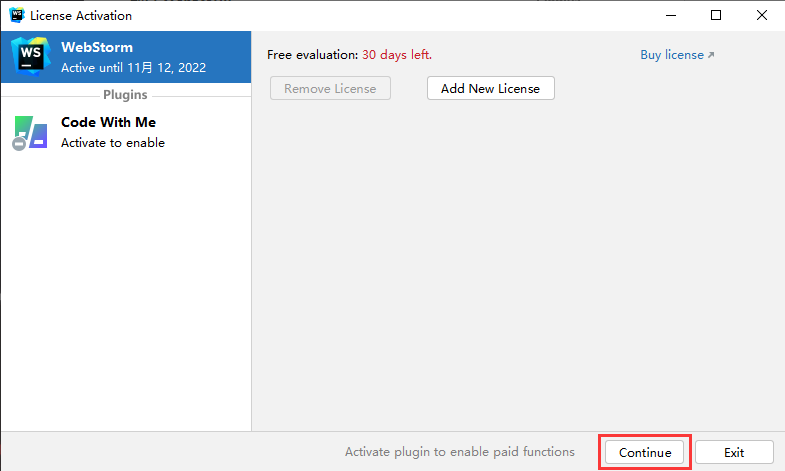 License Activation
WS
WebStorm
Active until 11月 12, 2022
Plugins
Code With Me
Activate to enable
Free evaluation: 30 days left.
Buy license
Remove License
Add New License
Activate plugin to enable paid functions
Continue
Exit